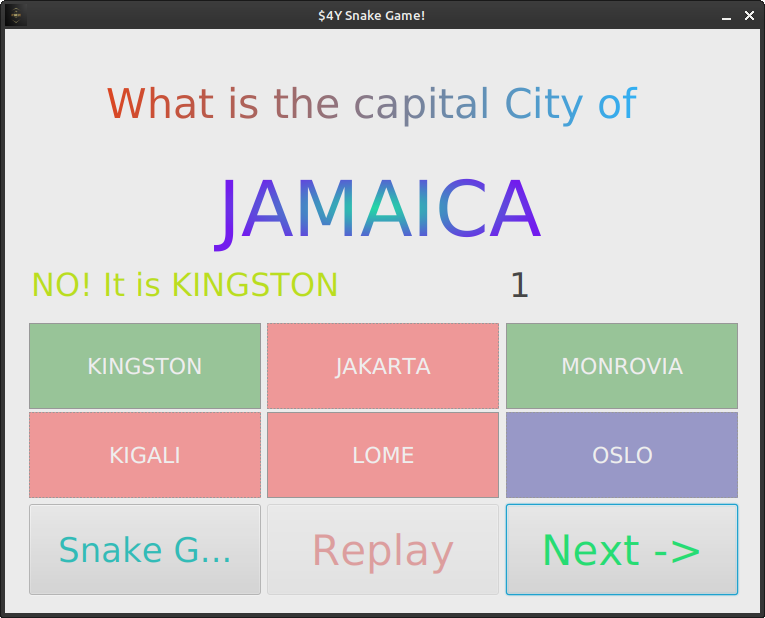 $4Y Snake Game!
What is the capital City of
JAMAICA
NO! It is KINGSTON
1
KINGSTON
JAKARTA
MONROVIA
KIGALI
LOME
OSLO
Snake G...
Replay
Next ->